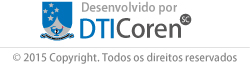 Desenvolvido por
DTICoren SC
© 2015 Copyright. Todos os direitos reservados